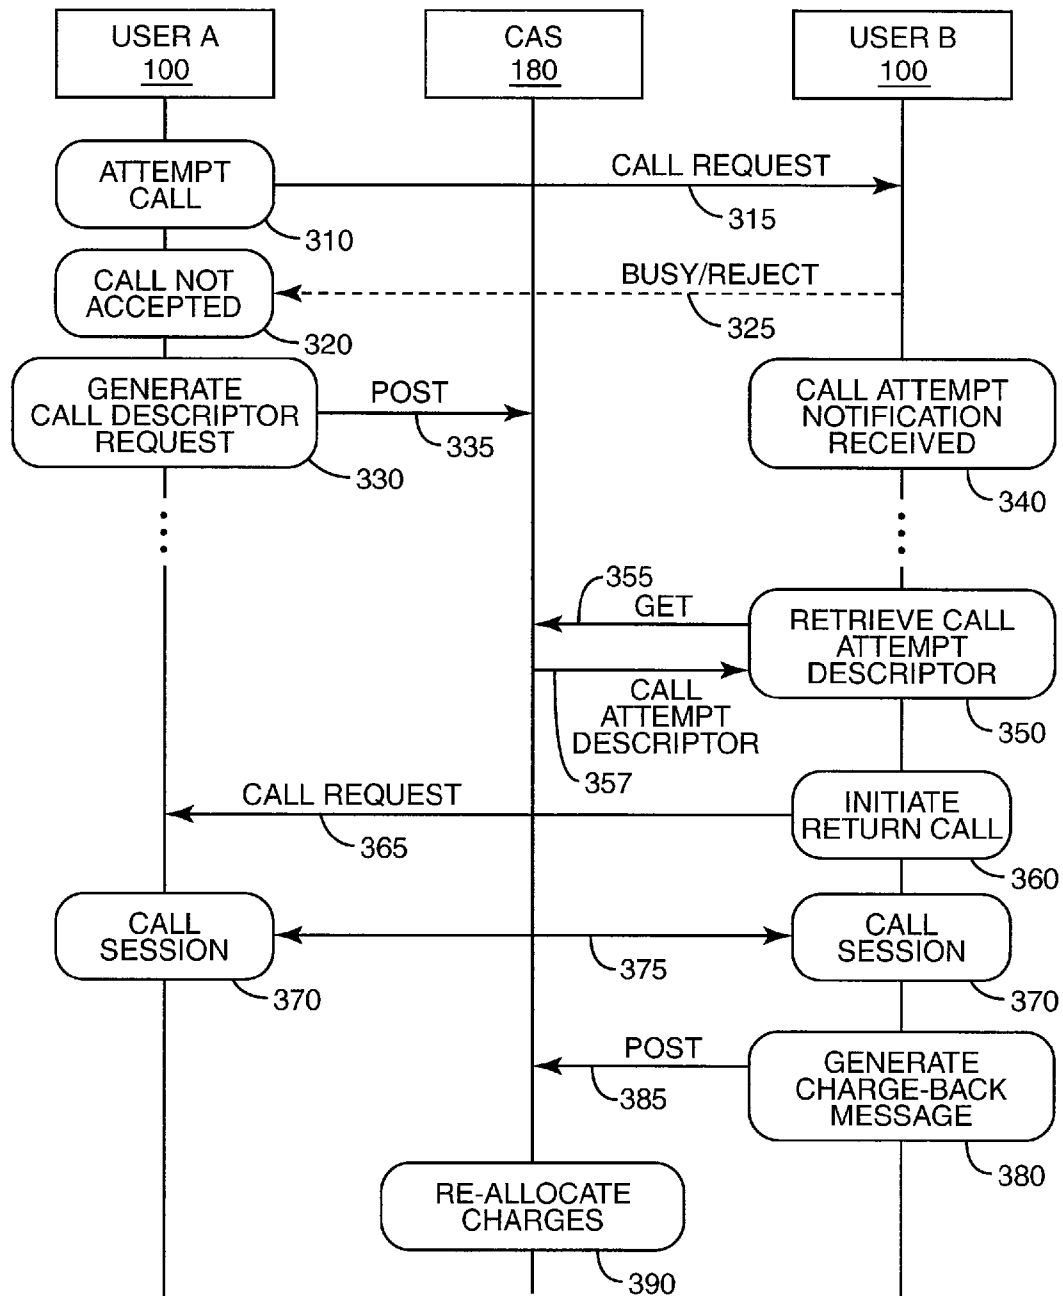 USER A
100
CAS
180
USER B
100
ATTEMPT
CALL
310
CALL REQUEST
315
CALL NOT
ACCEPTED
320
BUSY/REJECT
325
GENERATE
CALL DESCRIPTOR
REQUEST
330
POST
335
CALL ATTEMPT
NOTIFICATION
RECEIVED
340
355
GET
RETRIEVE CALL
ATTEMPT
DESCRIPTOR
350
CALL
ATTEMPT
DESCRIPTOR
357
CALL REQUEST
365
INITIATE
RETURN CALL
360
CALL
SESSION
370
375
CALL
SESSION
370
POST
385
GENERATE
CHARGE-BACK
MESSAGE
380
RE-ALLOCATE
CHARGES
390